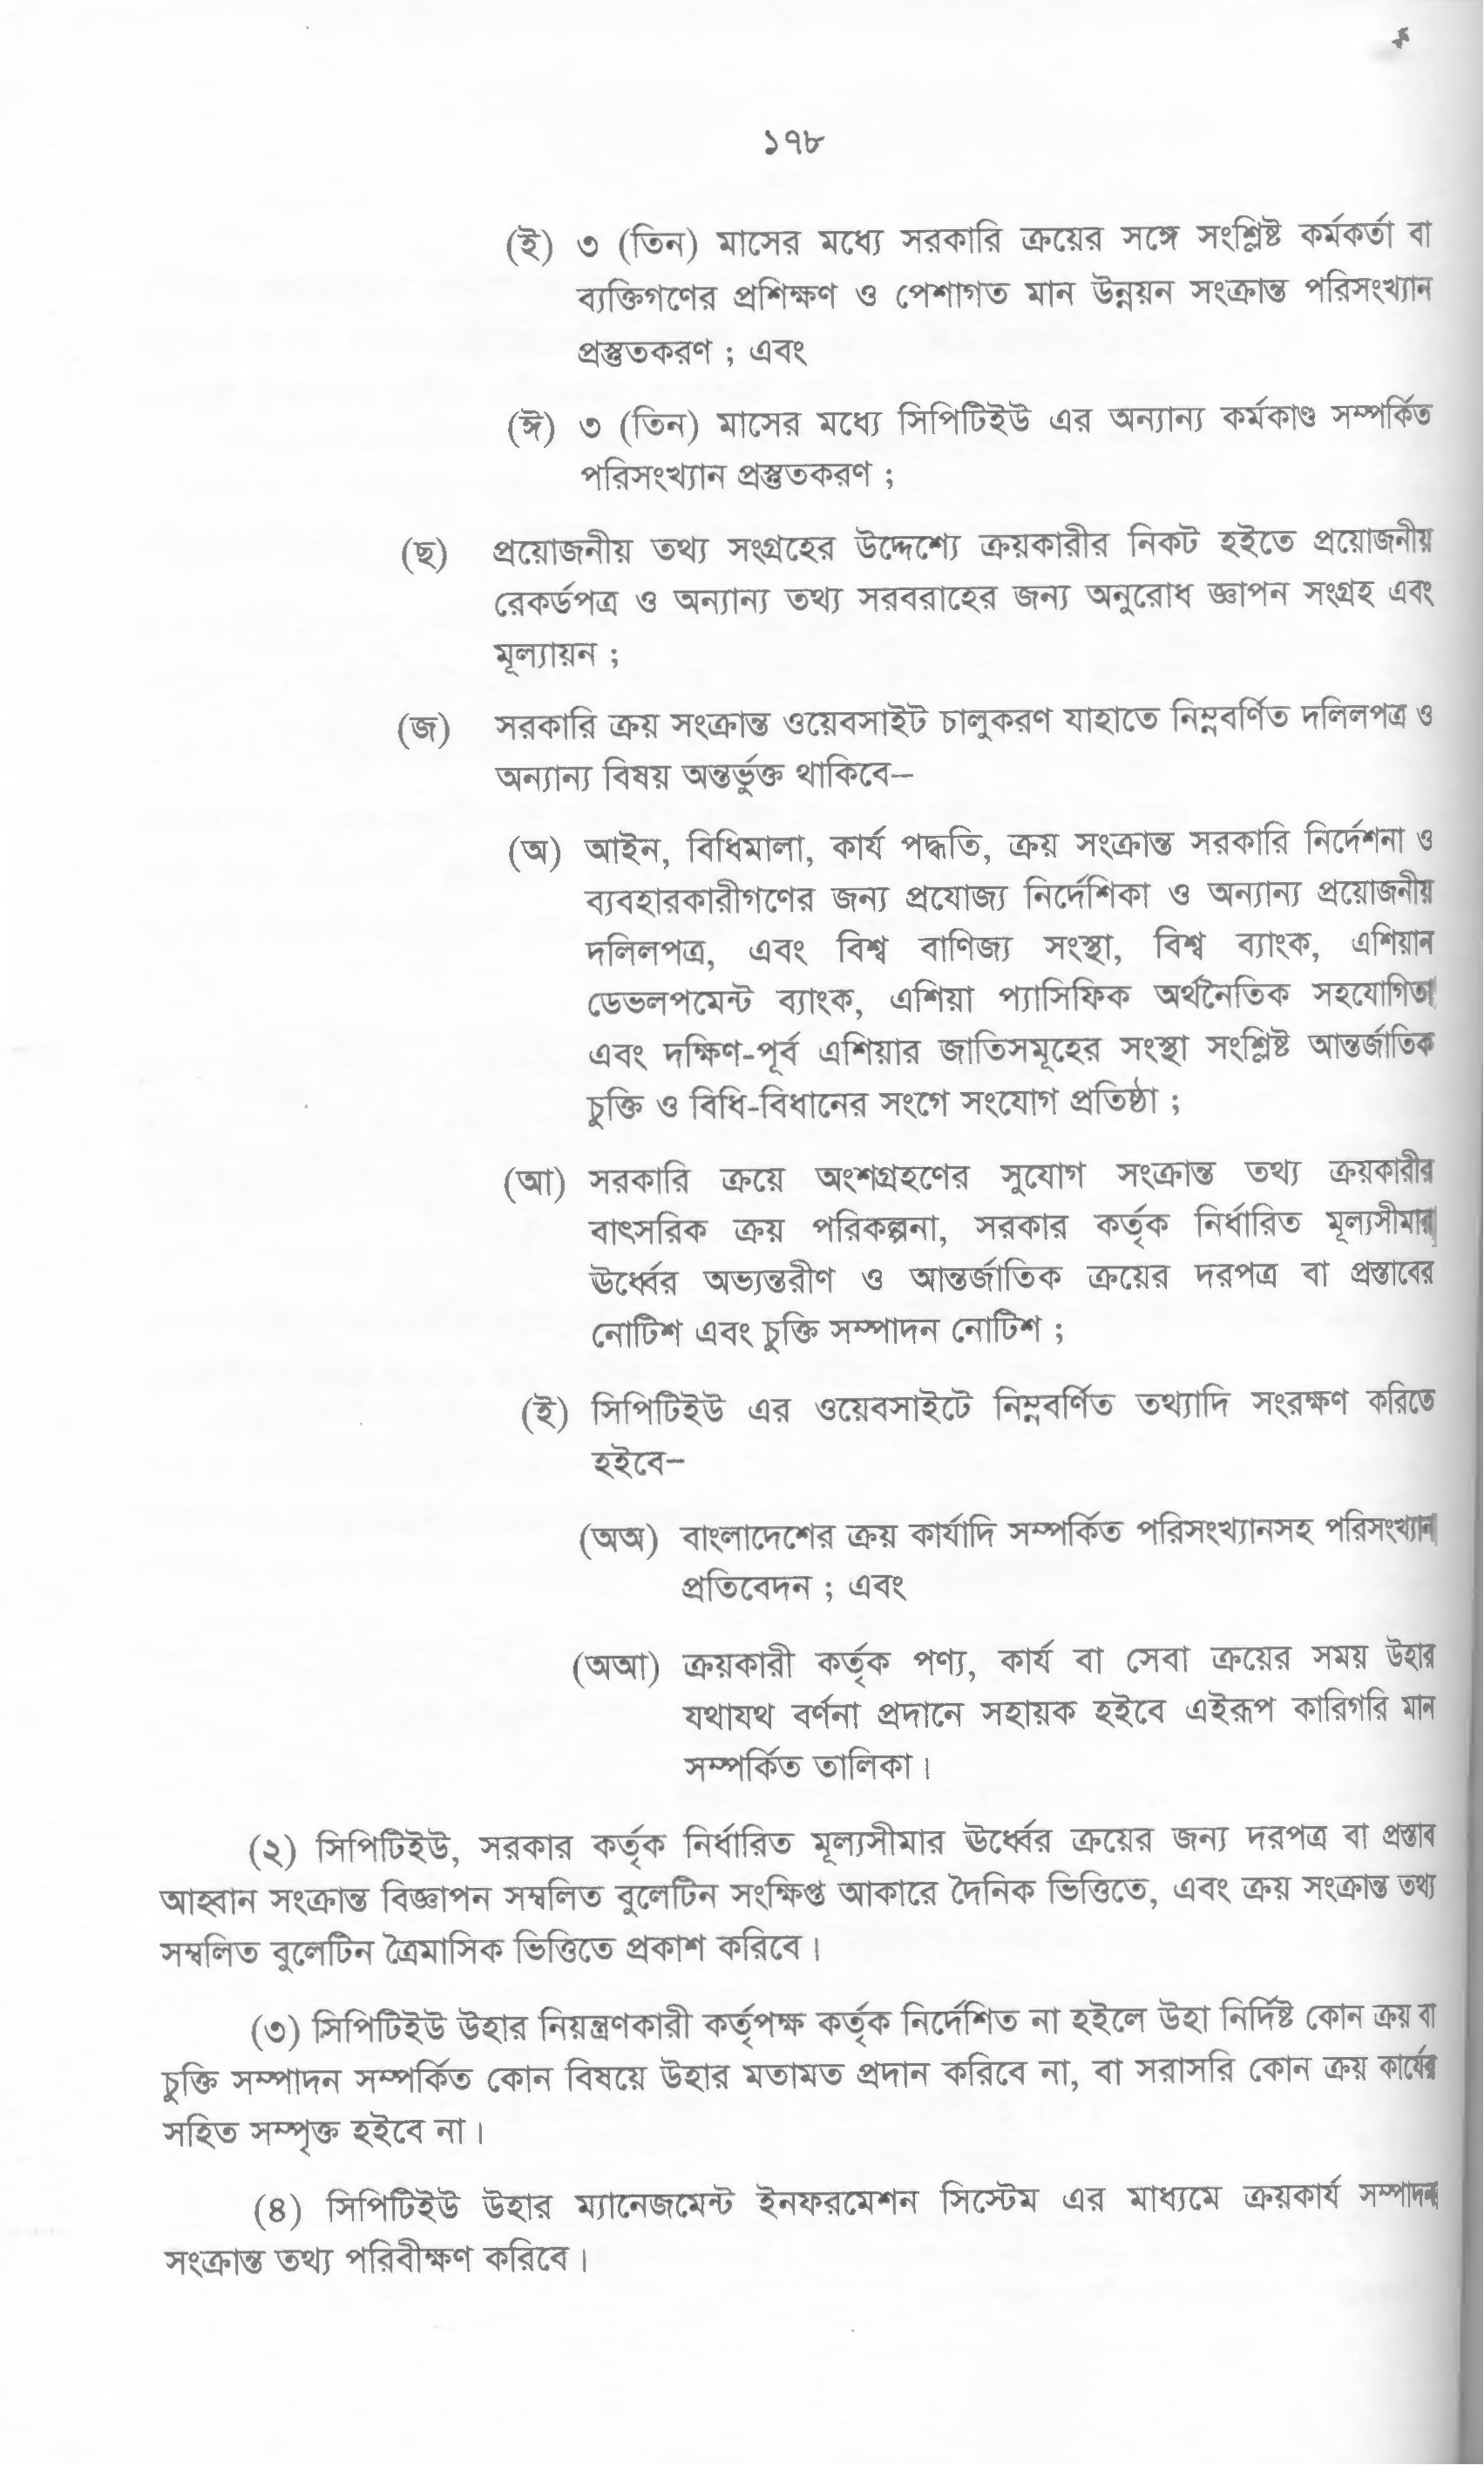 ১৭৮
(ই) ৩ (তিন) মাসের মধ্যে সরকারি ক্রয়ের সঙ্গে সংশ্লিষ্ট কর্মকর্তা বা
ব্যক্তিগণের প্রশিক্ষণ ও পেশাগত মান উন্নয়ন সংক্রান্ত পরিসংখ্যান
প্রস্তুতকরণ ; এবং
(ঈ) ৩ (তিন) মাসের মধ্যে সিপিটিইউ এর অন্যান্য কর্মকাণ্ড সম্পর্কিত
পরিসংখ্যান প্রস্তুতকরণ ;
(ছ) প্রয়োজনীয় তথ্য সংগ্রহের উদ্দেশ্যে ক্রয়কারীর নিকট হইতে প্রয়োজনীয়
রেকর্ডপত্র ও অন্যান্য তথ্য সরবরাহের জন্য অনুরোধ জ্ঞাপন সংগ্রহ এবং
মূল্যায়ন ;
(জ) সরকারি ক্রয় সংক্রান্ত ওয়েবসাইট চালুকরণ যাহাতে নিম্নবর্ণিত দলিলপত্র ও
অন্যান্য বিষয় অন্তর্ভুক্ত থাকিবে–
(অ) আইন, বিধিমালা, কার্য পদ্ধতি, ক্রয় সংক্রান্ত সরকারি নির্দেশনা ও
ব্যবহারকারীগণের জন্য প্রযোজ্য নির্দেশিকা ও অন্যান্য প্রয়োজনীয়
দলিলপত্র, এবং বিশ্ব বাণিজ্য সংস্থা, বিশ্ব ব্যাংক, এশিয়ান
ডেভলপমেন্ট ব্যাংক, এশিয়া প্যাসিফিক অর্থনৈতিক সহযোগিতা
এবং দক্ষিণ-পূর্ব এশিয়ার জাতিসমূহের সংস্থা সংশ্লিষ্ট আন্তর্জাতিক
চুক্তি ও বিধি-বিধানের সংগে সংযোগ প্রতিষ্ঠা ;
(আ) সরকারি ক্রয়ে অংশগ্রহণের সুযোগ সংক্রান্ত তথ্য ক্রয়কারীর
বাৎসরিক ক্রয় পরিকল্পনা, সরকার কর্তৃক নির্ধারিত মূল্যসীমার
ঊর্ধ্বের অভ্যন্তরীণ ও আন্তর্জাতিক ক্রয়ের দরপত্র বা প্রস্তাবের
নোটিশ এবং চুক্তি সম্পাদন নোটিশ ;
(ই) সিপিটিইউ এর ওয়েবসাইটে নিম্নবর্ণিত তথ্যাদি সংরক্ষণ করিতে
হইবে–
(অঅ) বাংলাদেশের ক্রয় কার্যাদি সম্পর্কিত পরিসংখ্যানসহ পরিসংখ্যান
প্রতিবেদন ; এবং
(অআ) ক্রয়কারী কর্তৃক পণ্য, কার্য বা সেবা ক্রয়ের সময় উহার
যথাযথ বর্ণনা প্রদানে সহায়ক হইবে এইরূপ কারিগরি মান
সম্পর্কিত তালিকা।
(২) সিপিটিইউ, সরকার কর্তৃক নির্ধারিত মূল্যসীমার ঊর্ধ্বের ক্রয়ের জন্য দরপত্র বা প্রস্তাব
আহ্বান সংক্রান্ত বিজ্ঞাপন সম্বলিত বুলেটিন সংক্ষিপ্ত আকারে দৈনিক ভিত্তিতে, এবং ক্রয় সংক্রান্ত তথ্য
সম্বলিত বুলেটিন ত্রৈমাসিক ভিত্তিতে প্রকাশ করিবে।
(৩) সিপিটিইউ উহার নিয়ন্ত্রণকারী কর্তৃপক্ষ কর্তৃক নির্দেশিত না হইলে উহা নির্দিষ্ট কোন ক্রয় বা
চুক্তি সম্পাদন সম্পর্কিত কোন বিষয়ে উহার মতামত প্রদান করিবে না, বা সরাসরি কোন ক্রয় কার্যের
সহিত সম্পৃক্ত হইবে না।
(৪) সিপিটিইউ উহার ম্যানেজমেন্ট ইনফরমেশন সিস্টেম এর মাধ্যমে ক্রয়কার্য সম্পাদন
সংক্রান্ত তথ্য পরিবীক্ষণ করিবে।